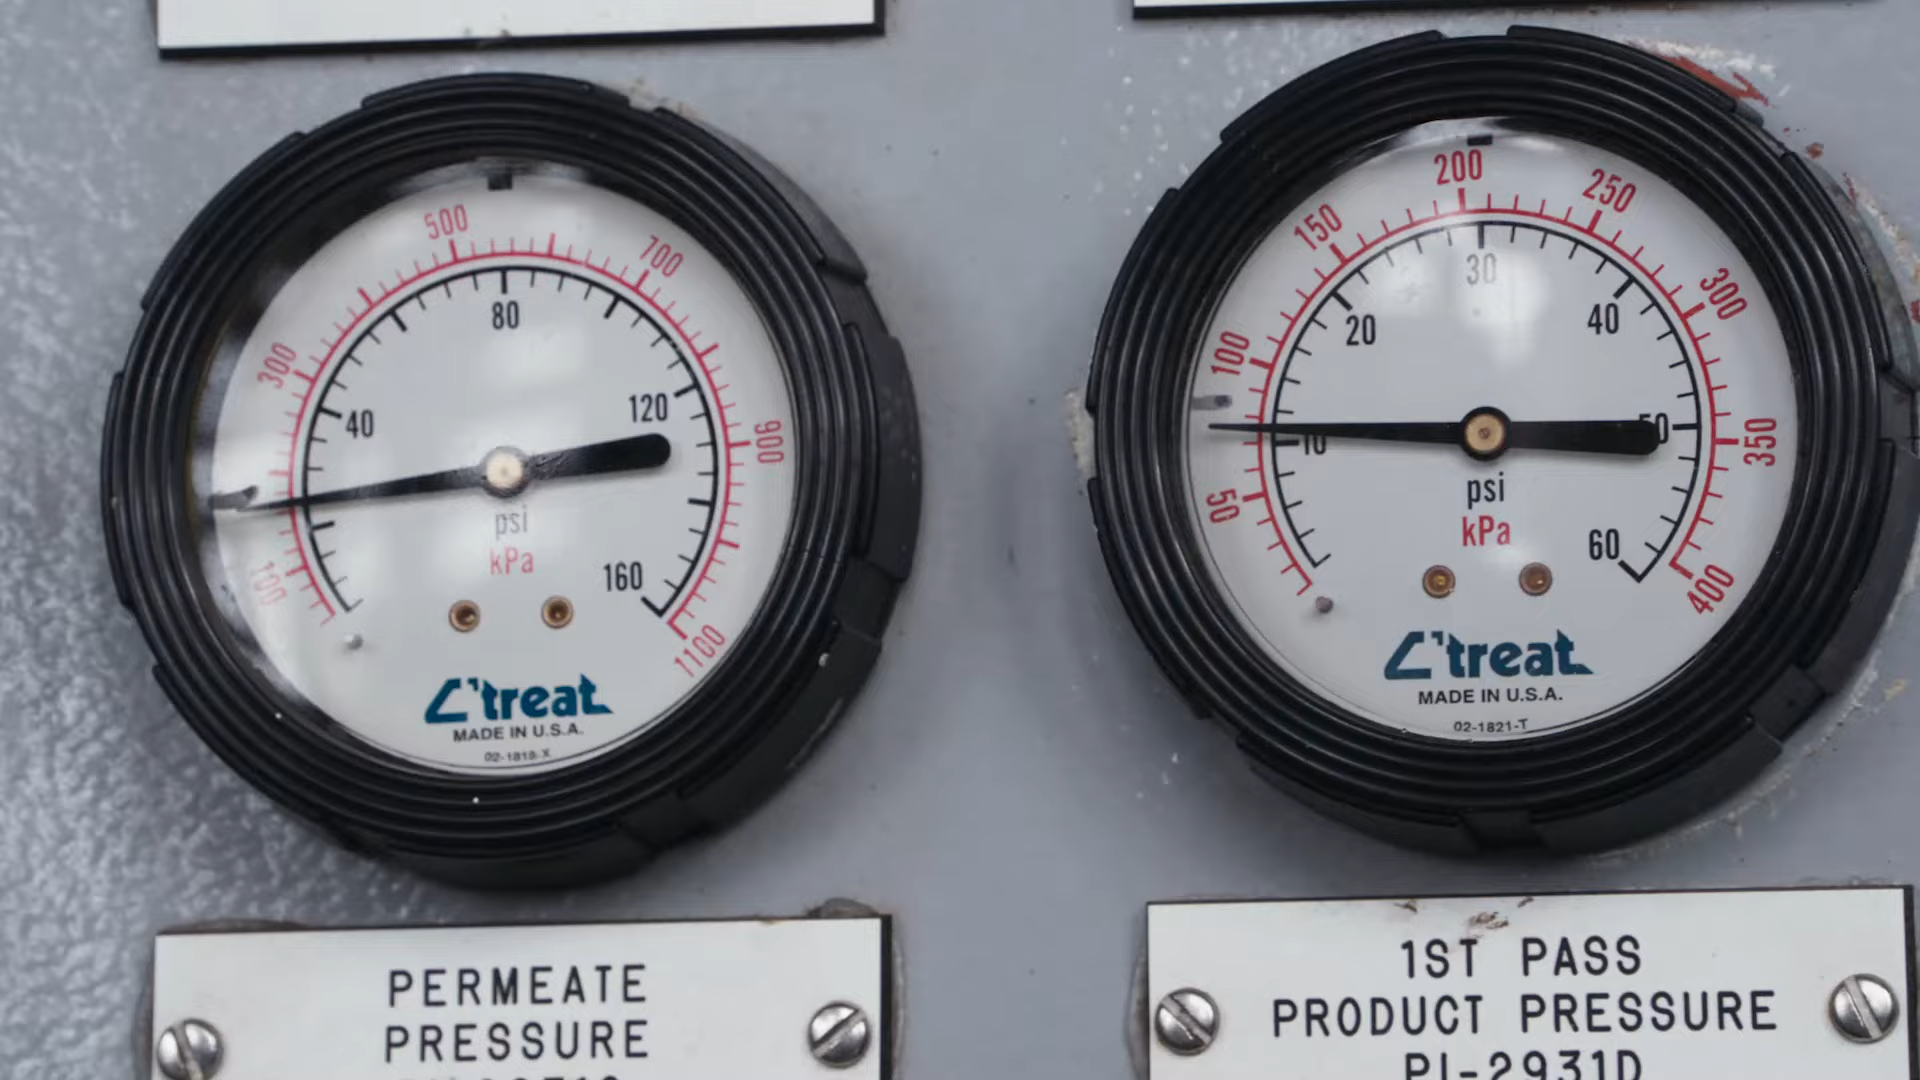 500
700
300
900
100
1100
80
40
120
160
psi
kPa
C'treat
MADE IN U.S.A.
02-1818-X
200
150
250
100
300
50
350
400
30
20
40
10
50
60
psi
kPa
C'treat
MADE IN U.S.A.
02-1821-T
PERMEATE
PRESSURE
1ST PASS
PRODUCT PRESSURE
PI-2931D